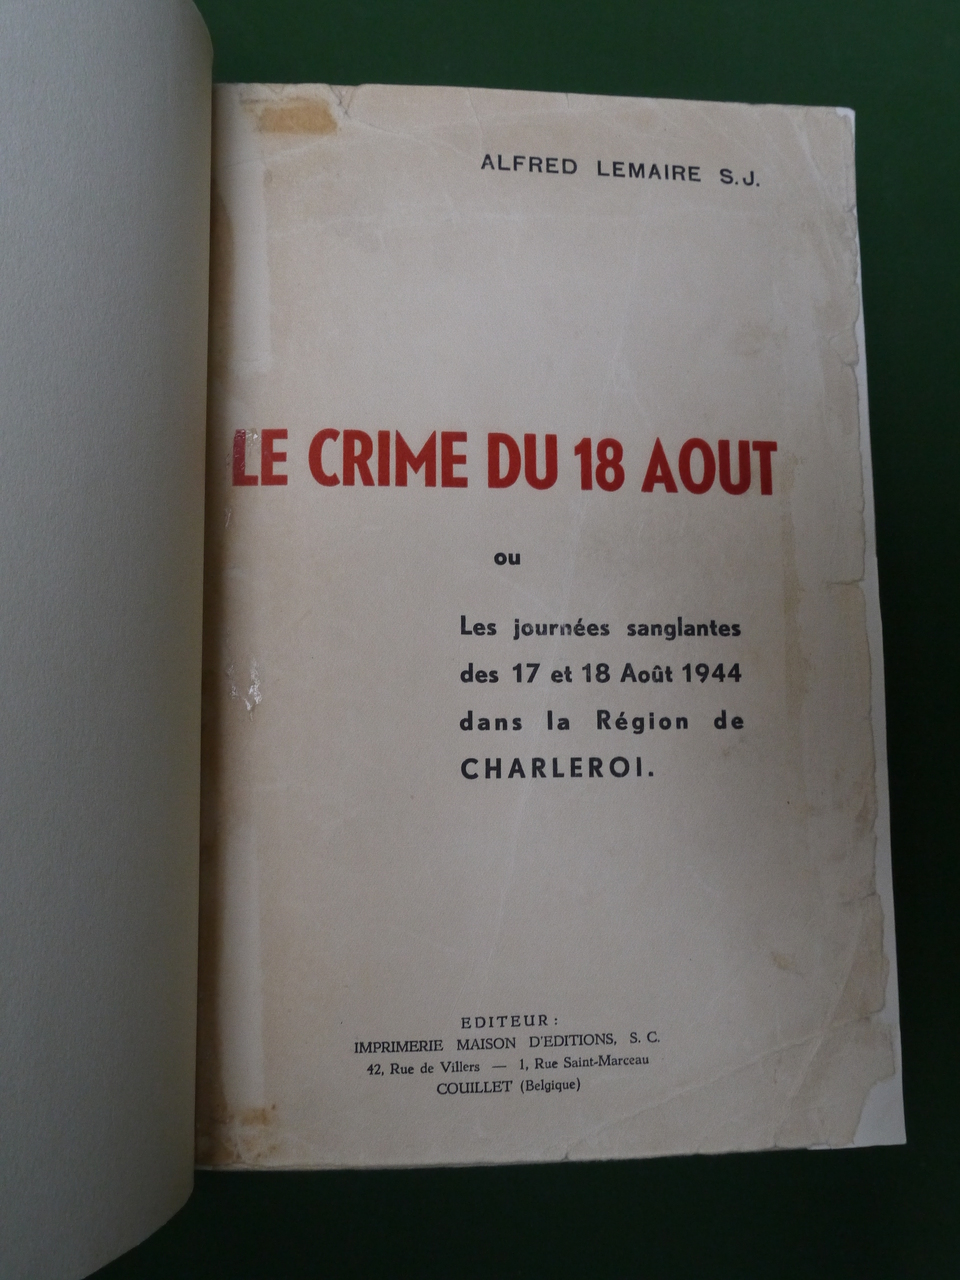 ALFRED LEMAIRE S.J.
LE CRIME DU 18 AOUT
ou
Les journées sanglantes
des 17 et 18 Août 1944
dans la Région de
CHARLEROI.
EDITEUR:
IMPRIMERIE MAISON D'EDITIONS, S. C.
42, Rue de Villers — 1, Rue Saint-Marceau
COUILLET (Belgique)